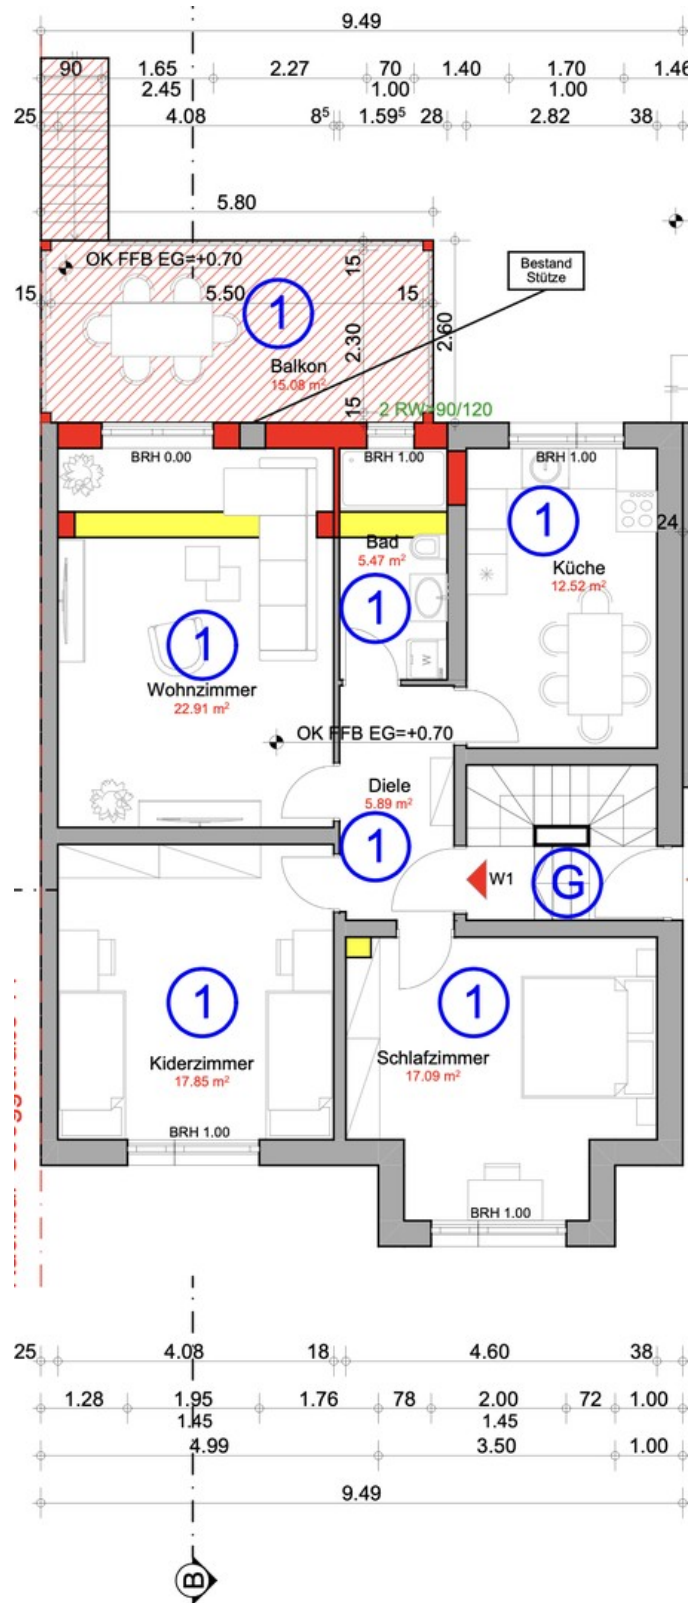 9.49
90 1.65 2.27 70 1.40 1.70 1.46
2.45 1.00 1.00
25 4.08 8⁵ 1.59⁵ 28 2.82 38
5.80
OK FFB EG=+0.70
15
Bestand
Stütze
15 5.50 1 15
2.30
2.60
Balkon
15.08 m²
15
2 RW=90/120
BRH 0.00 BRH 1.00 BRH 1.00
1
24
Bad
5.47 m²
Küche
12.52 m²
1
1
Wohnzimmer
22.91 m²
W
OK FFB EG=+0.70
Diele
5.89 m²
1
W1
G
1
1
Kiderzimmer
17.85 m²
Schlafzimmer
17.09 m²
BRH 1.00
BRH 1.00
25 4.08 18 4.60 38
1.28 1.95 1.76 78 2.00 72 1.00
1.45 1.45
4.99 3.50 1.00
9.49
B